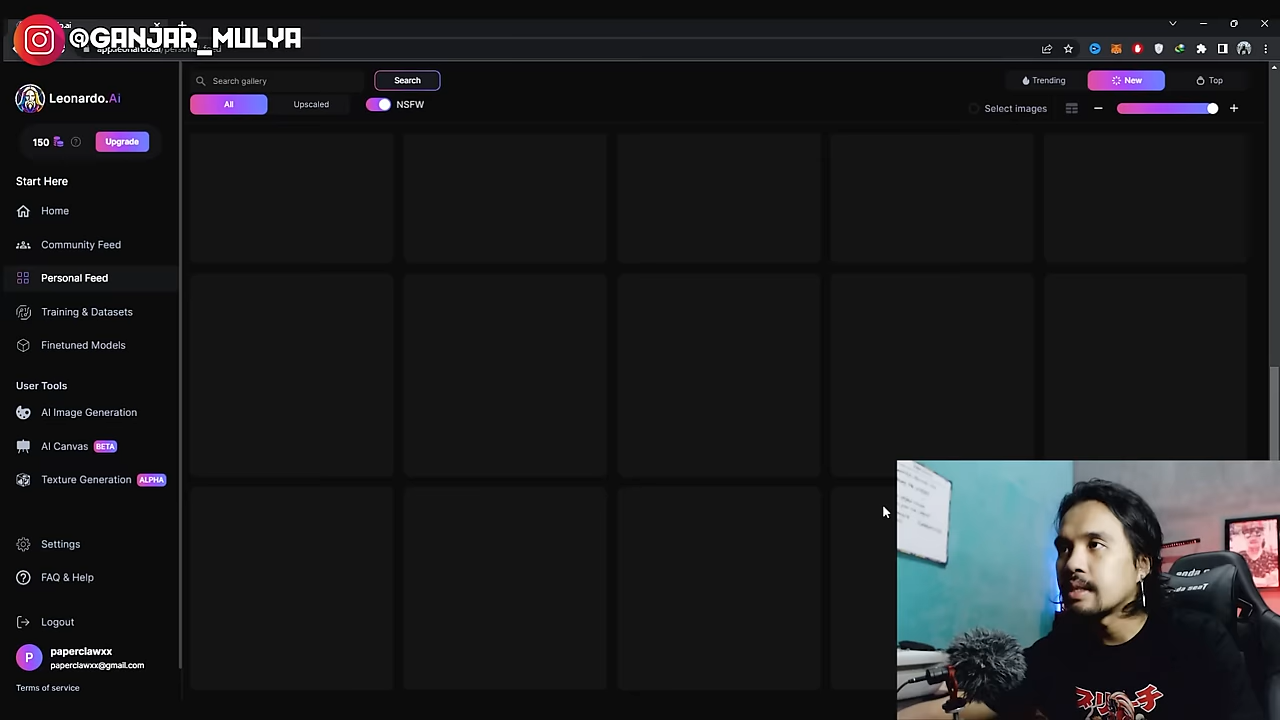 @GANJAR_MULYA
Leonardo.Ai
150
Upgrade
Start Here
Home
Community Feed
Personal Feed
Training & Datasets
Finetuned Models
User Tools
AI Image Generation
AI Canvas BETA
Texture Generation ALPHA
Settings
FAQ & Help
Logout
P
paperclawxx
paperclawxx@gmail.com
Terms of service
Search gallery
Search
Trending
New
Top
All
Upscaled
NSFW
Select images